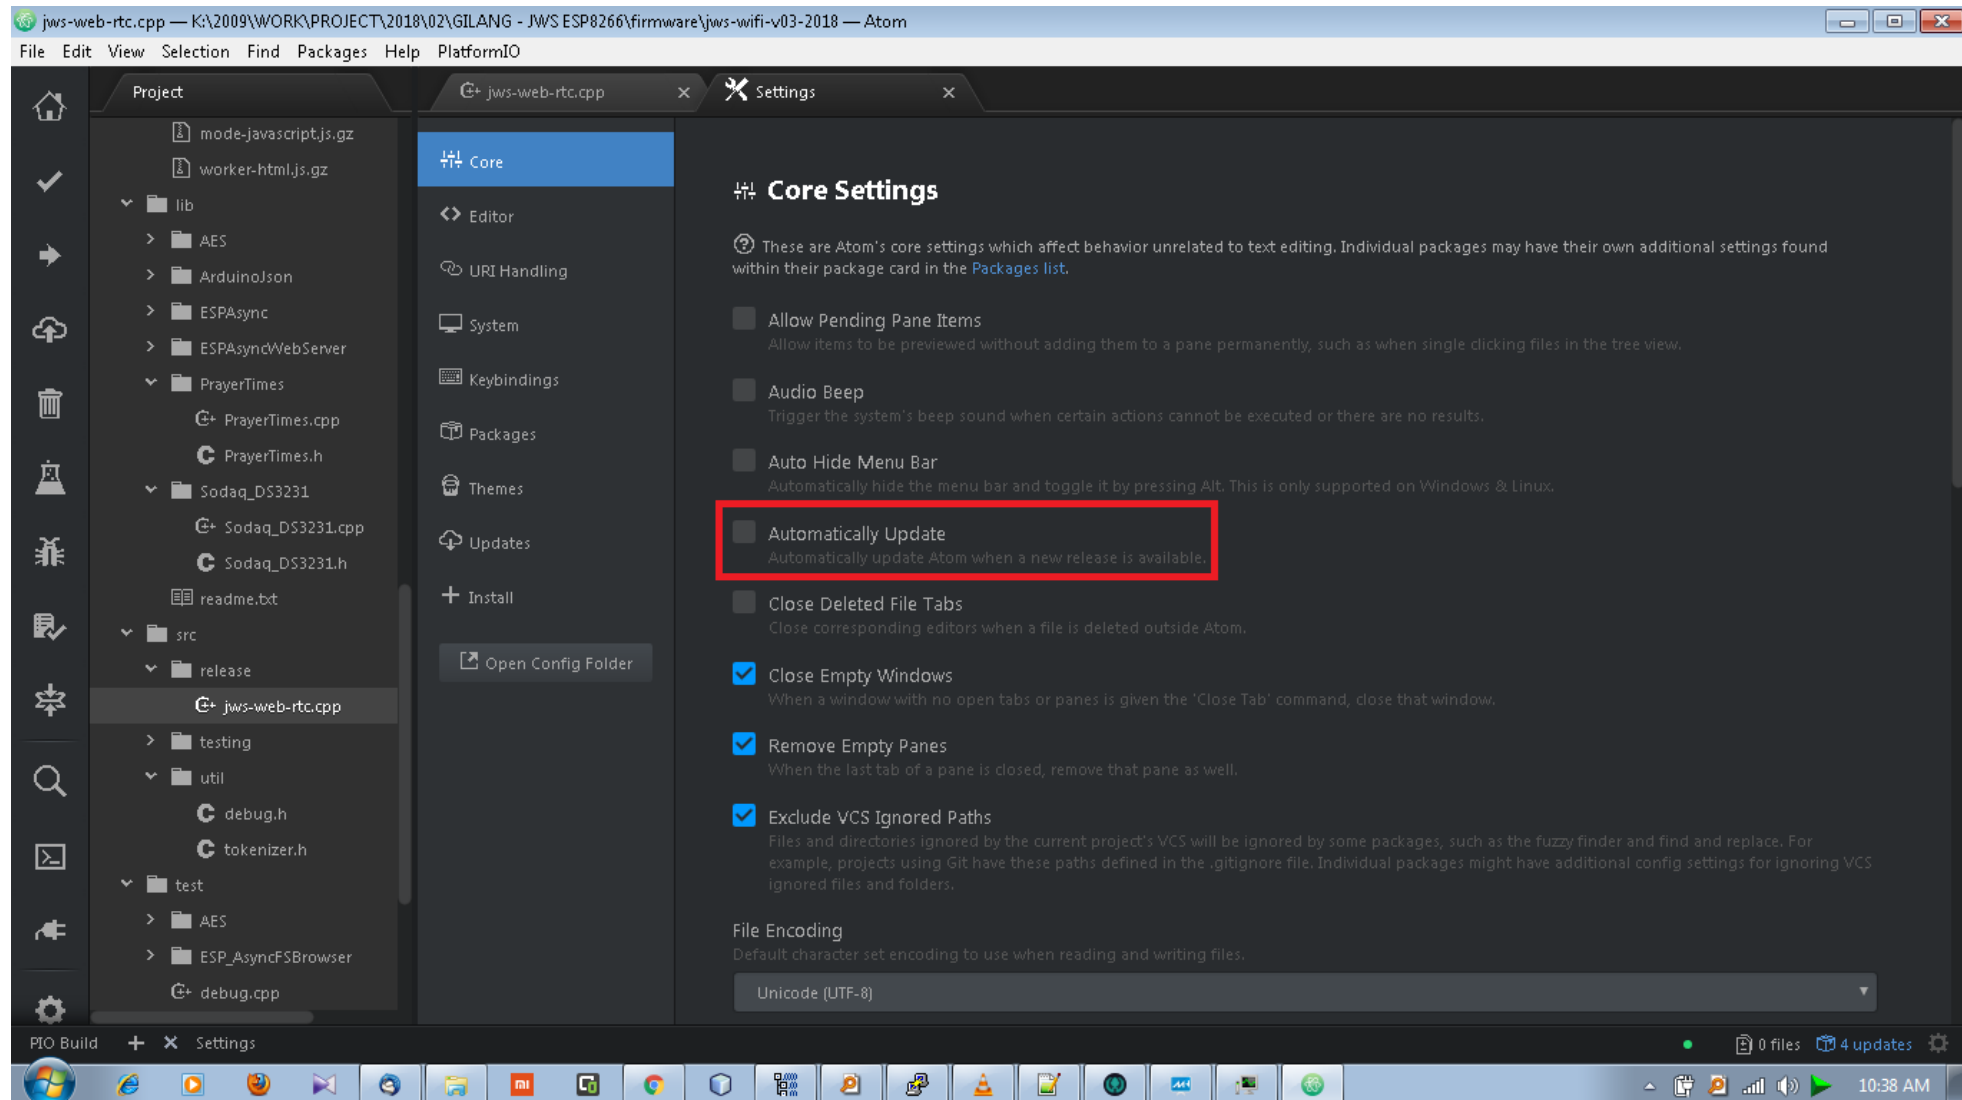 jws-web-rtc.cpp — K:\2009\WORK\PROJECT\2018\02\GILANG - JWS ESP8266\firmware\jws-wifi-v03-2018 — Atom
File Edit View Selection Find Packages Help PlatformIO
Project
jws-web-rtc.cpp
Settings
mode-javascript.js.gz
worker-html.js.gz
lib
AES
ArduinoJson
ESPAsync
ESPAsyncWebServer
PrayerTimes
PrayerTimes.cpp
PrayerTimes.h
Sodaq_DS3231
Sodaq_DS3231.cpp
Sodaq_DS3231.h
readme.txt
src
release
jws-web-rtc.cpp
testing
util
debug.h
tokenizer.h
test
AES
ESP_AsyncFSBrowser
debug.cpp
Core
Editor
URI Handling
System
Keybindings
Packages
Themes
Updates
Install
Open Config Folder
Core Settings
These are Atom's core settings which affect behavior unrelated to text editing. Individual packages may have their own additional settings found
within their package card in the Packages list.
Allow Pending Pane Items
Allow items to be previewed without adding them to a pane permanently, such as when single clicking files in the tree view.
Audio Beep
Trigger the system's beep sound when certain actions cannot be executed or there are no results.
Auto Hide Menu Bar
Automatically hide the menu bar and toggle it by pressing Alt. This is only supported on Windows & Linux.
Automatically Update
Automatically update Atom when a new release is available.
Close Deleted File Tabs
Close corresponding editors when a file is deleted outside Atom.
Close Empty Windows
When a window with no open tabs or panes is given the 'Close Tab' command, close that window.
Remove Empty Panes
When the last tab of a pane is closed, remove that pane as well.
Exclude VCS Ignored Paths
Files and directories ignored by the current project's VCS will be ignored by some packages, such as the fuzzy finder and find and replace. For
example, projects using Git have these paths defined in the .gitignore file. Individual packages might have additional config settings for ignoring VCS
ignored files and folders.
File Encoding
Default character set encoding to use when reading and writing files.
Unicode (UTF-8)
PIO Build
Settings
0 files
4 updates
10:38 AM